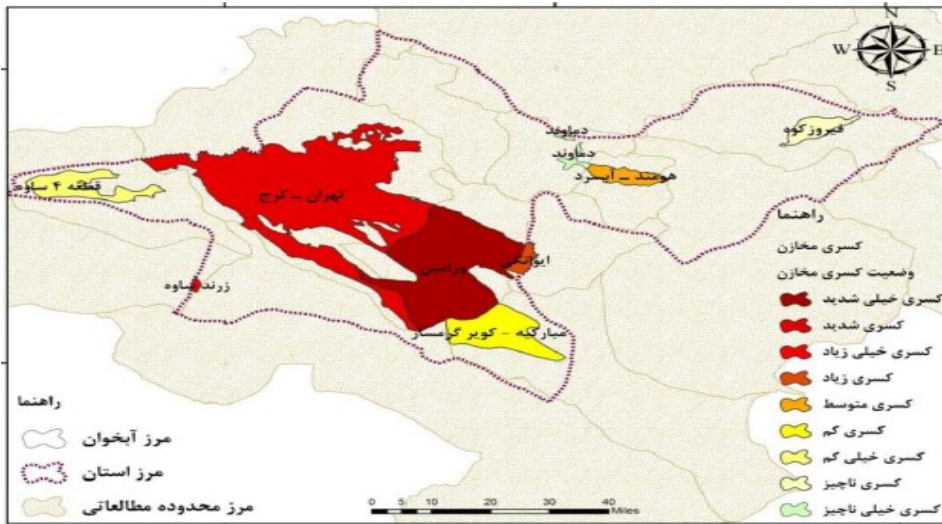 N
W E
S
دماوند
دماوند
فیروزکوه
هومند – آبسرد
قطعه ۴ ساوه
تهران – کرج
ایوانکی
ورامین
زرند ساوه
مبارکیه – کویر گرمسار
راهنما
کسری مخازن
وضعیت کسری مخازن
کسری خیلی شدید
کسری شدید
کسری خیلی زیاد
کسری زیاد
کسری متوسط
کسری کم
کسری خیلی کم
کسری ناچیز
کسری خیلی ناچیز
راهنما
مرز آبخوان
مرز استان
مرز محدوده مطالعاتی
0 5 10 20 30 40
Miles